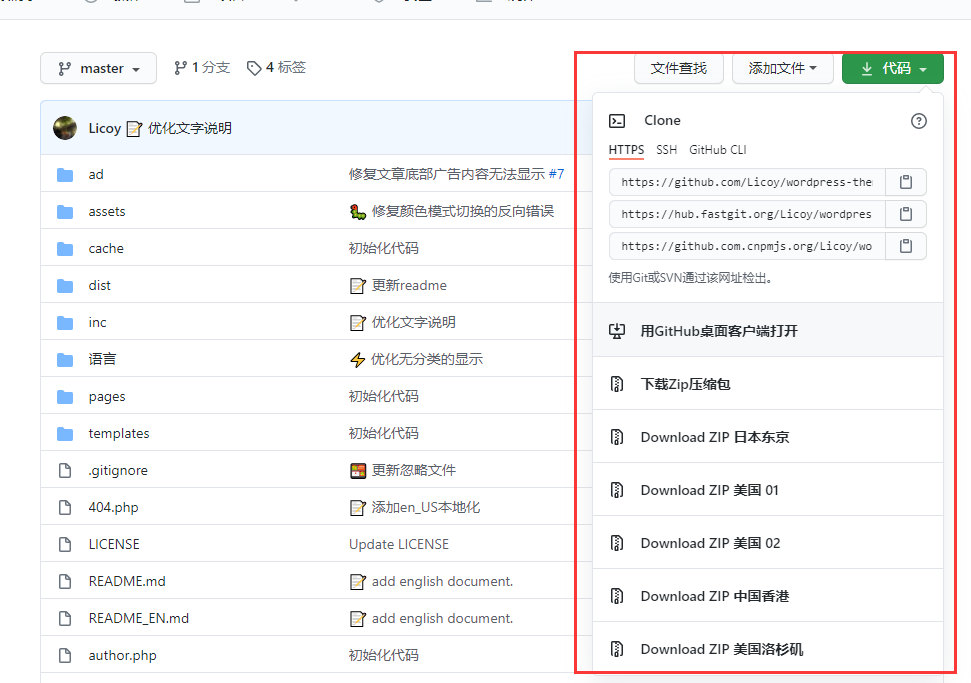 master 1 分支 4 标签 文件查找 添加文件 代码
Licoy 优化文字说明
ad 修复文章底部广告内容无法显示 #7
assets 修复颜色模式切换的反向错误
cache 初始化代码
dist 更新readme
inc 优化文字说明
语言 优化无分类的显示
pages 初始化代码
templates 初始化代码
.gitignore 更新忽略文件
404.php 添加en_US本地化
LICENSE Update LICENSE
README.md add english document.
README_EN.md add english document.
author.php 初始化代码
Clone
HTTPS SSH GitHub CLI
https://github.com/Licoy/wordpress-the
https://hub.fastgit.org/Licoy/wordpres
https://github.com.cnpmjs.org/Licoy/wo
使用Git或SVN通过该网址检出。
用GitHub桌面客户端打开
下载Zip压缩包
Download ZIP 日本东京
Download ZIP 美国 01
Download ZIP 美国 02
Download ZIP 中国香港
Download ZIP 美国洛杉矶